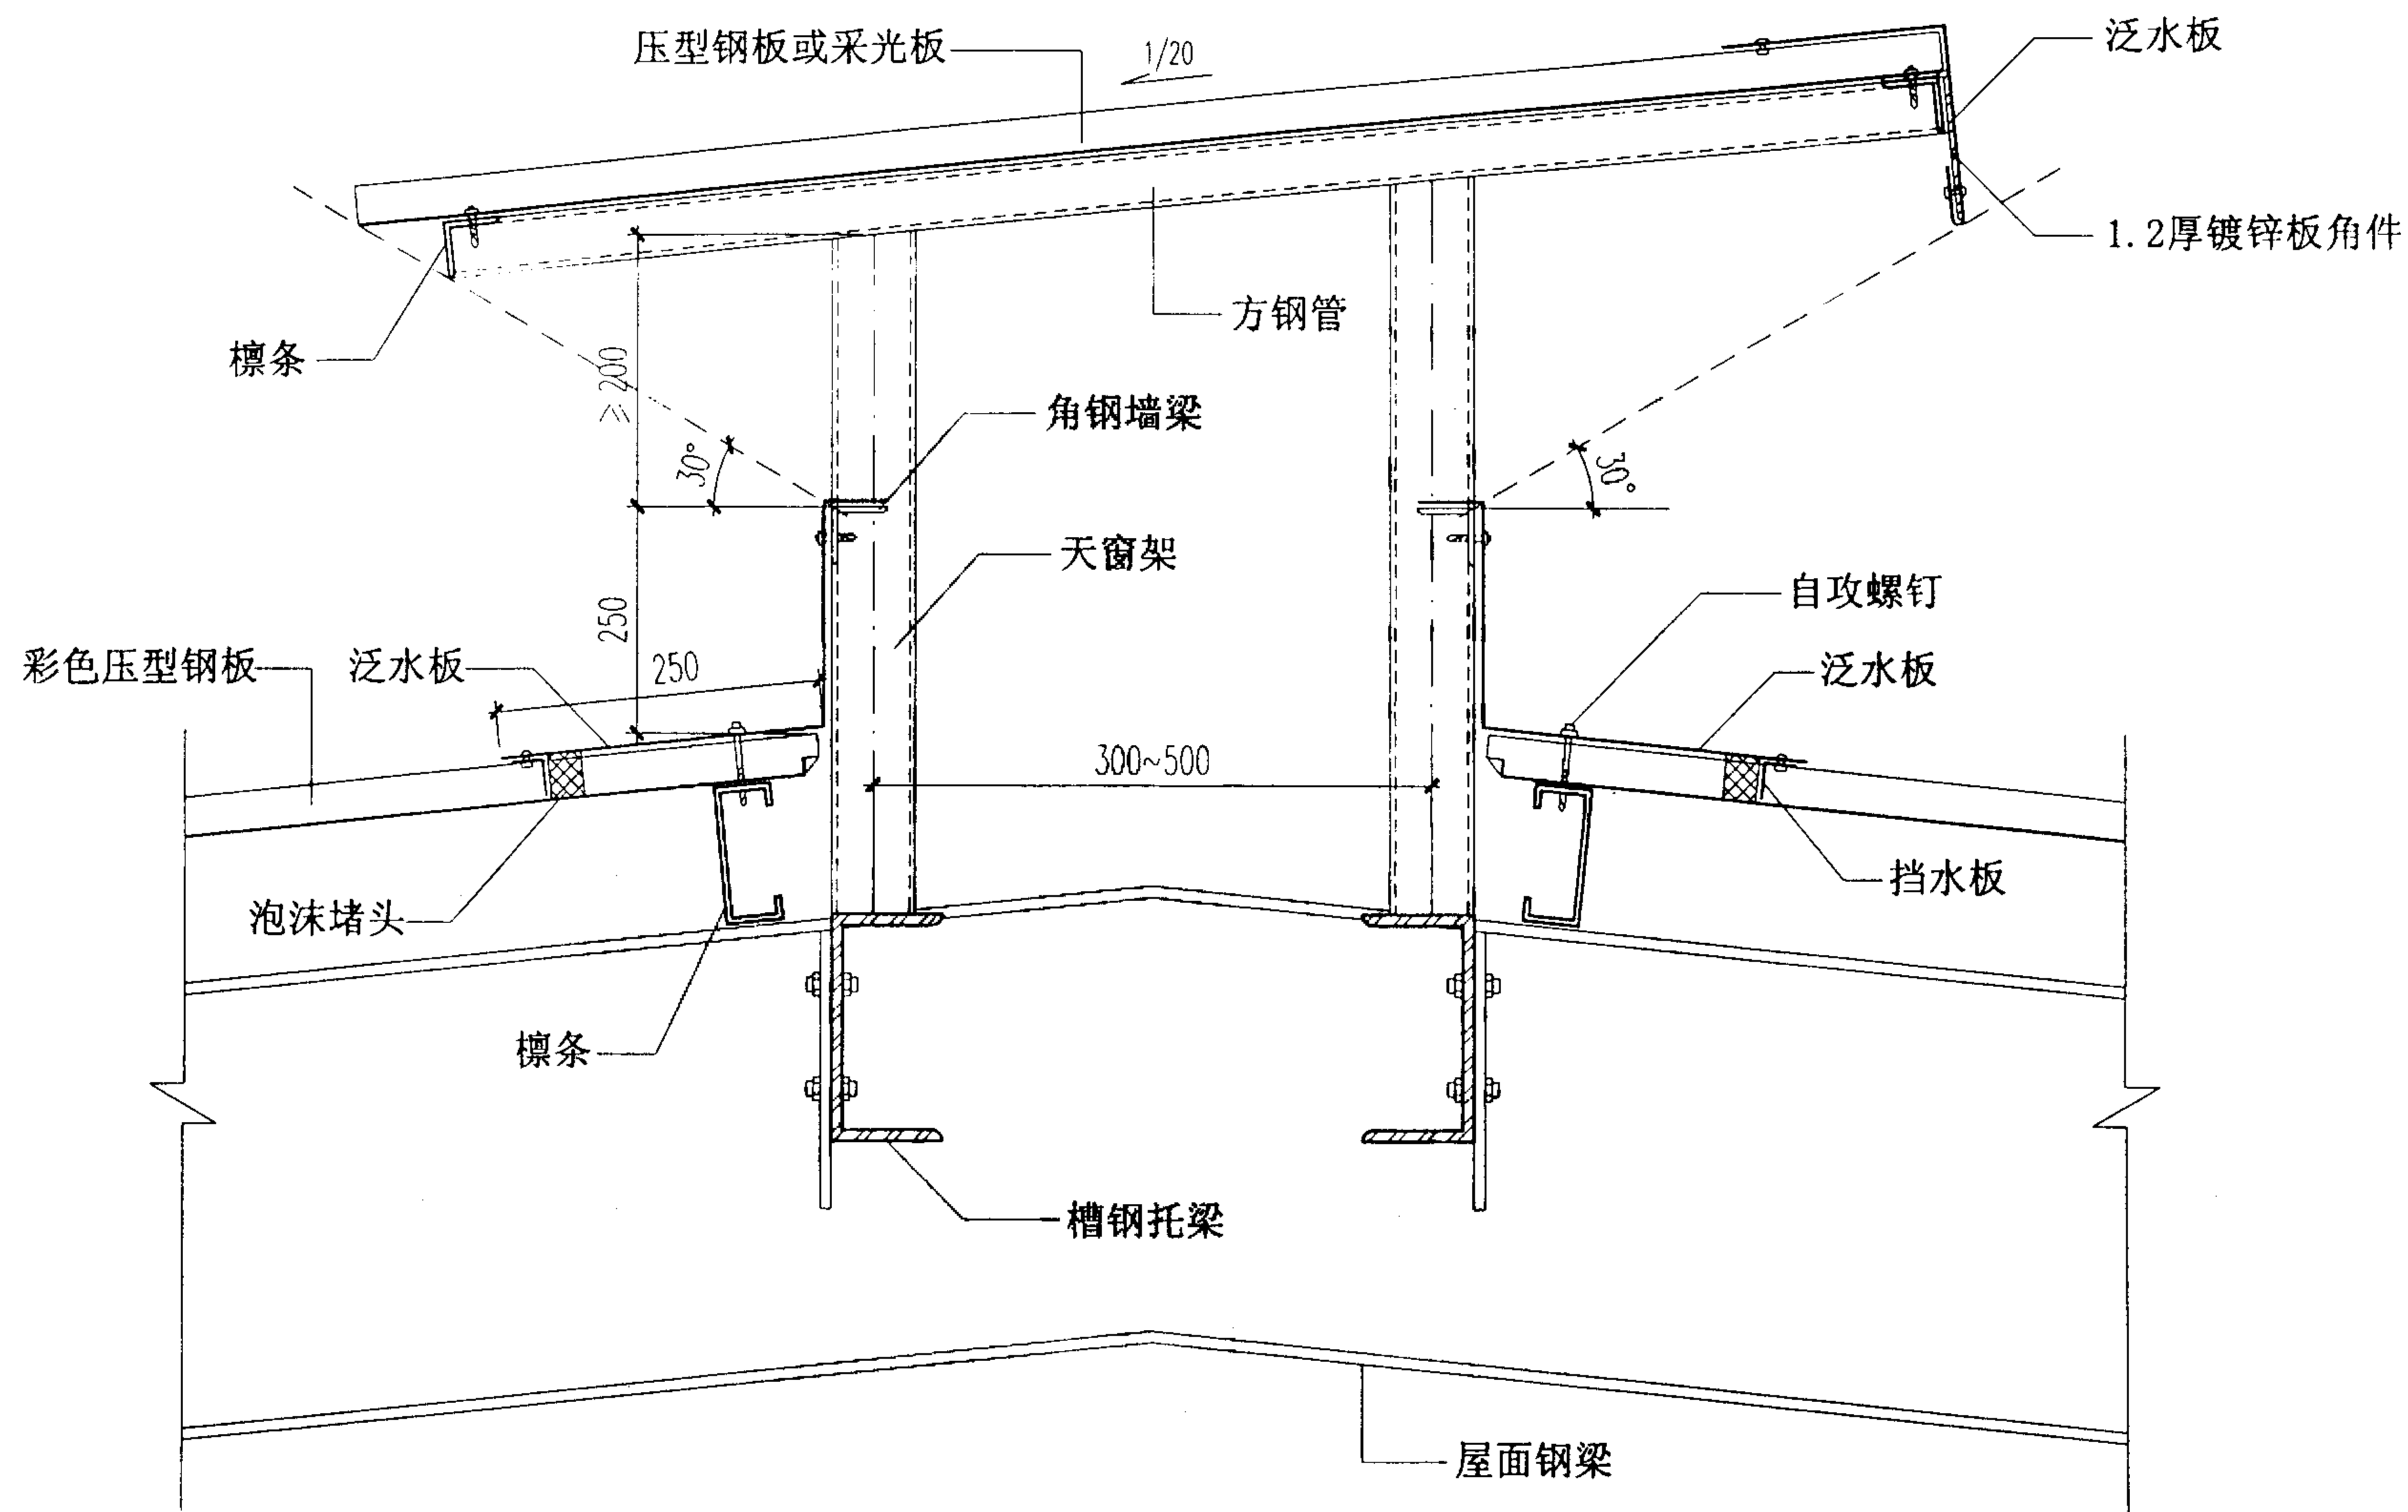 压型钢板或采光板
1/20
泛水板
1.2厚镀锌板角件
方钢管
檩条
≥200
角钢墙梁
30°
30°
天窗架
自攻螺钉
250
彩色压型钢板
泛水板
250
泛水板
300~500
挡水板
泡沫堵头
檩条
槽钢托梁
屋面钢梁